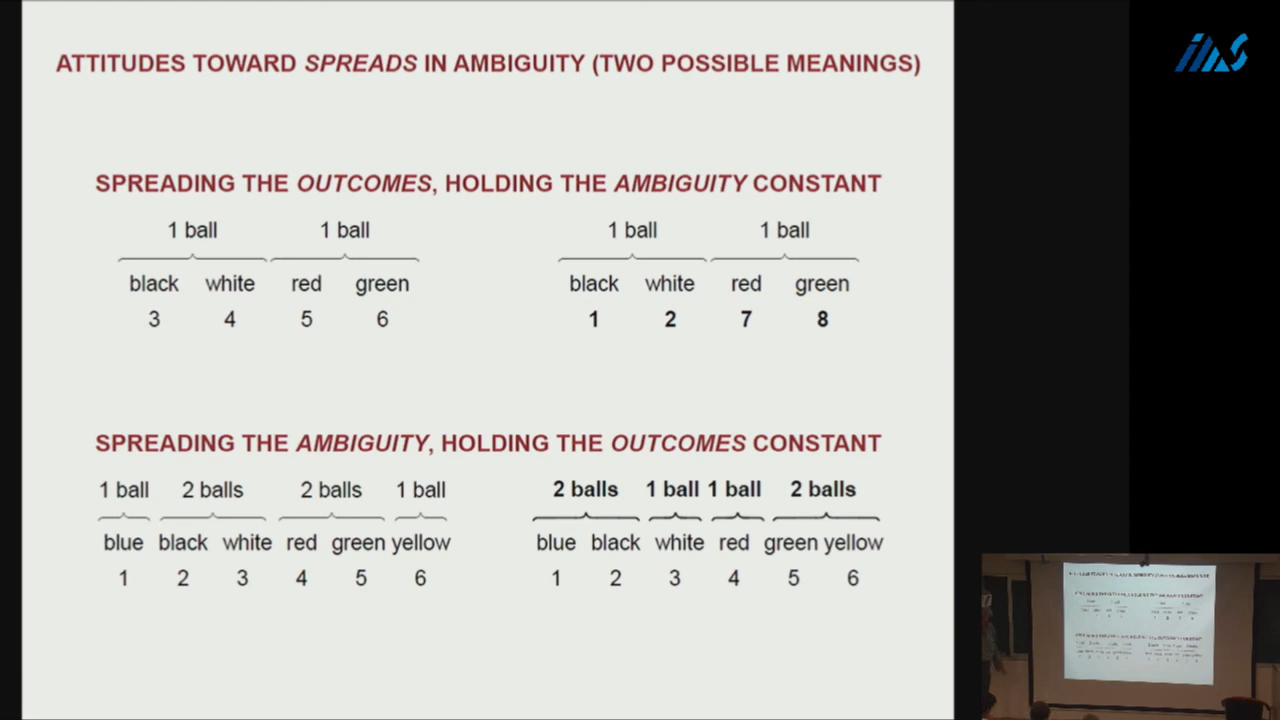 ATTITUDES TOWARD SPREADS IN AMBIGUITY (TWO POSSIBLE MEANINGS)
IIAS
SPREADING THE OUTCOMES, HOLDING THE AMBIGUITY CONSTANT
1 ball 1 ball 1 ball 1 ball
black white red green black white red green
3 4 5 6 1 2 7 8
SPREADING THE AMBIGUITY, HOLDING THE OUTCOMES CONSTANT
1 ball 2 balls 2 balls 1 ball 2 balls 1 ball 1 ball 2 balls
blue black white red green yellow blue black white red green yellow
1 2 3 4 5 6 1 2 3 4 5 6